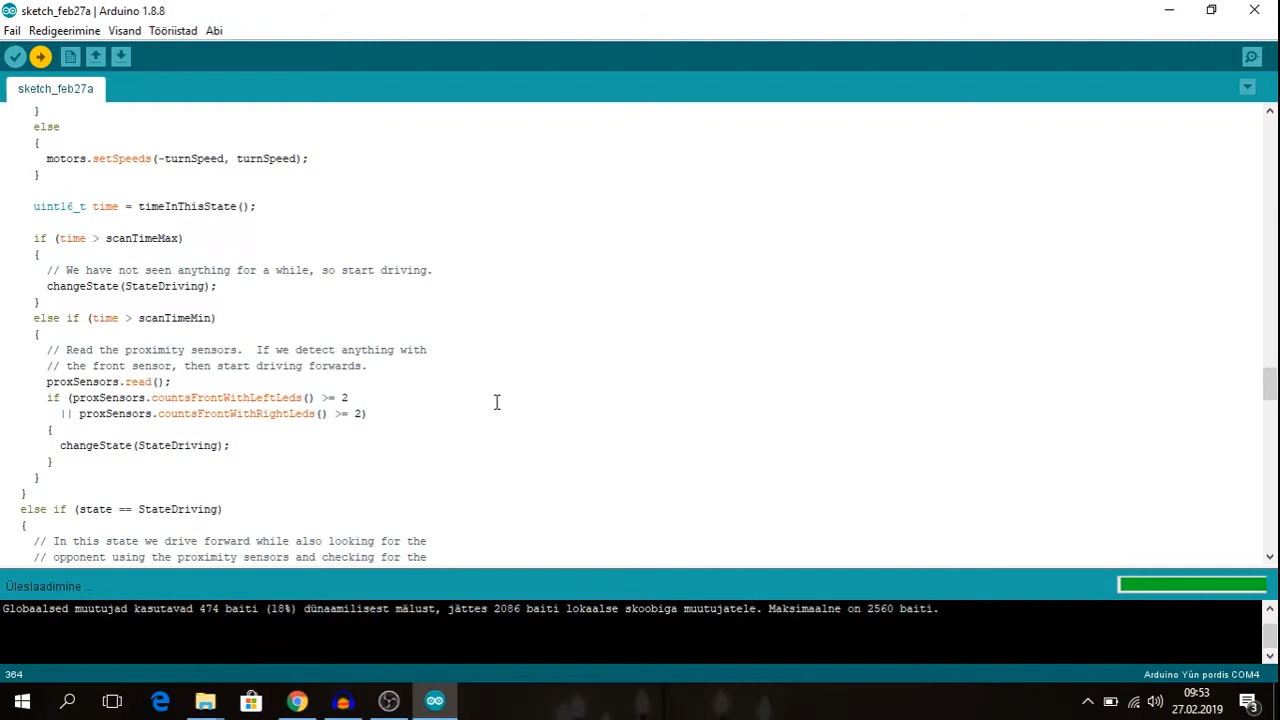 sketch_feb27a | Arduino 1.8.8
Fail Redigeerimine Visand Tööriistad Abi
sketch_feb27a
}
else
{
motors.setSpeeds(-turnSpeed, turnSpeed);
}
uint16_t time = timeInThisState();
if (time > scanTimeMax)
{
// We have not seen anything for a while, so start driving.
changeState(StateDriving);
}
else if (time > scanTimeMin)
{
// Read the proximity sensors.  If we detect anything with
// the front sensor, then start driving forwards.
proxSensors.read();
if (proxSensors.countsFrontWithLeftLeds() >= 2
|| proxSensors.countsFrontWithRightLeds() >= 2)
{
changeState(StateDriving);
}
}
}
else if (state == StateDriving)
{
// In this state we drive forward while also looking for the
// opponent using the proximity sensors and checking for the
Üleslaadimine ...
Globaalsed muutujad kasutavad 474 baiti (18%) dünaamilisest mälust, jättes 2086 baiti lokaalse skoobiga muutujatele. Maksimaalne on 2560 baiti.
364
Arduino Yún pordis COM4
09:53
27.02.2019
3